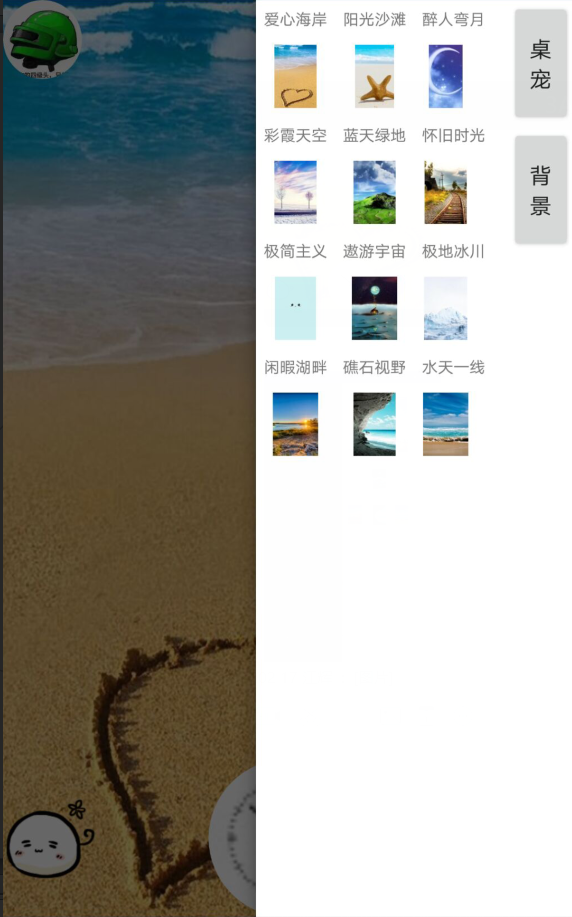 爱心海岸 阳光沙滩 醉人弯月
彩霞天空 蓝天绿地 怀旧时光
极简主义 遨游宇宙 极地冰川
闲暇湖畔 礁石视野 水天一线
桌宠
背景